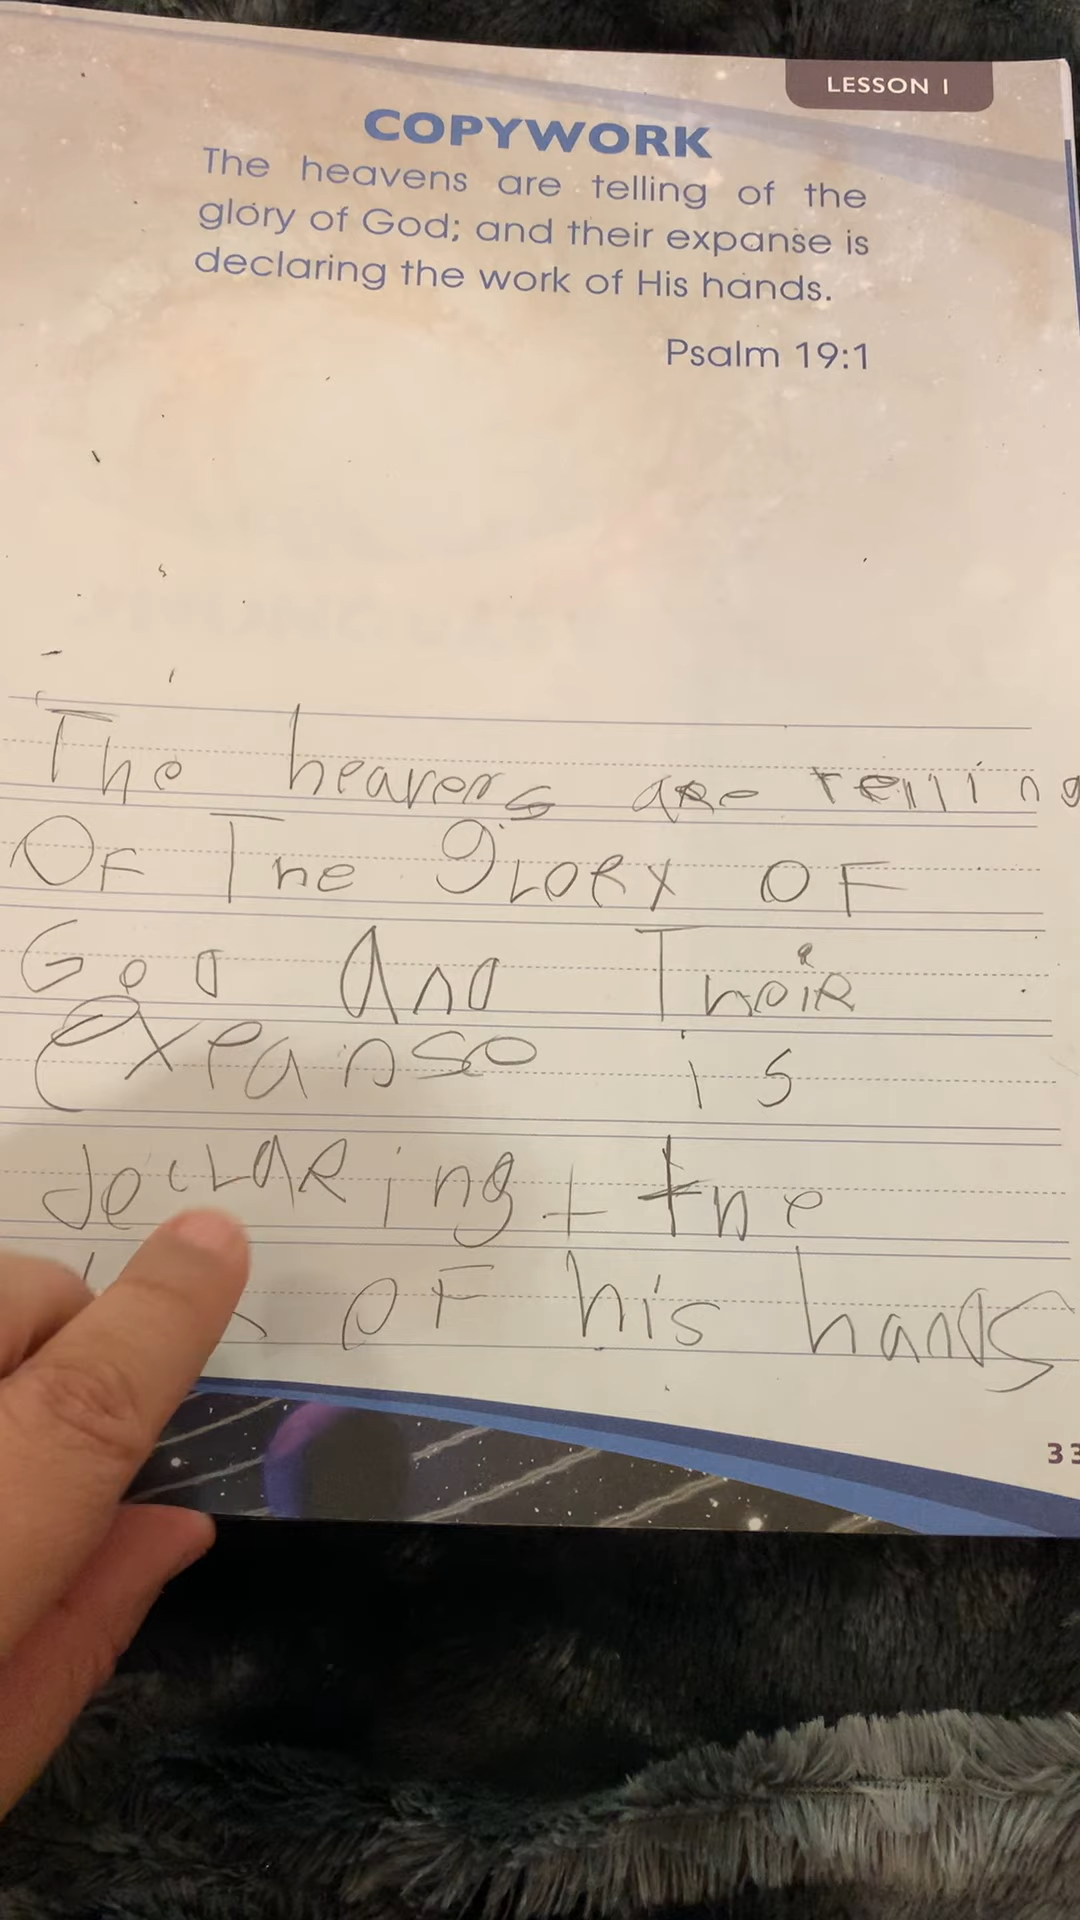 LESSON 1
COPYWORK
The heavens are telling of the
glory of God; and their expanse is
declaring the work of His hands.
Psalm 19:1
The heavens are telling
OF The gLORY OF
God And Their
expanse is
decLARing t the
OF his hands
33